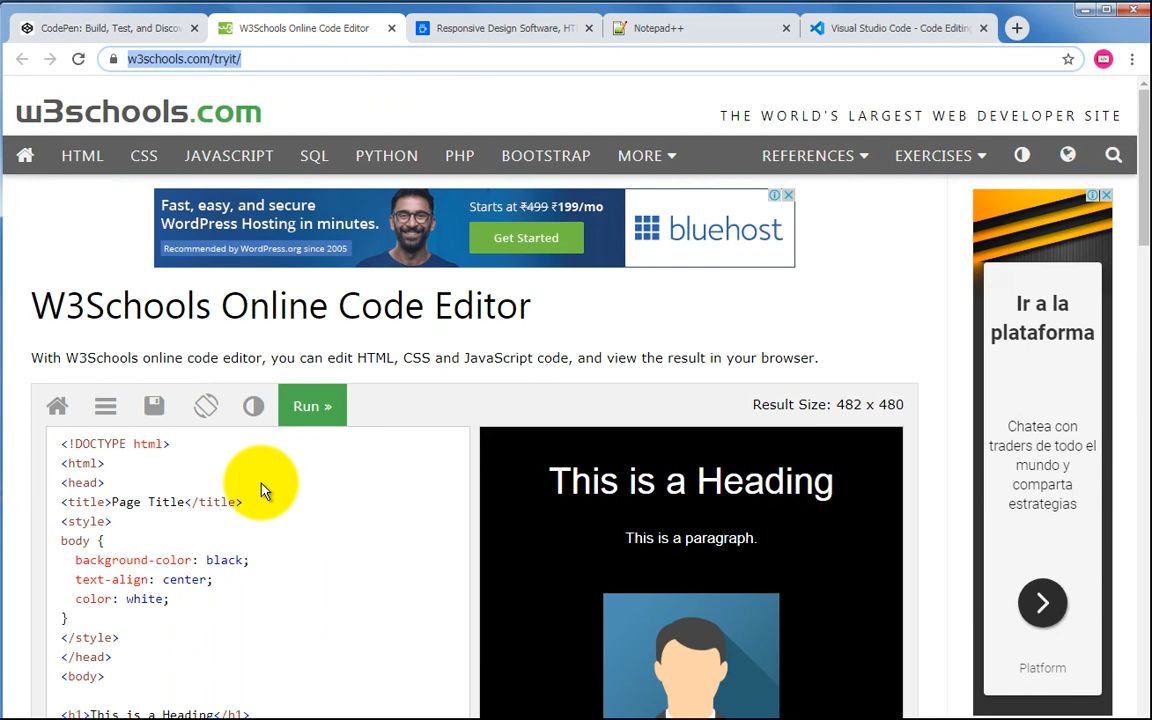 CodePen: Build, Test, and Discov
W3Schools Online Code Editor
Responsive Design Software, HT
Notepad++
Visual Studio Code - Code Editing
w3schools.com/tryit/
w3schools.com
THE WORLD'S LARGEST WEB DEVELOPER SITE
HTML CSS JAVASCRIPT SQL PYTHON PHP BOOTSTRAP MORE REFERENCES EXERCISES
Fast, easy, and secure
WordPress Hosting in minutes.
Recommended by WordPress.org since 2005
Starts at ₹499 ₹199/mo
Get Started
bluehost
W3Schools Online Code Editor
With W3Schools online code editor, you can edit HTML, CSS and JavaScript code, and view the result in your browser.
Run »
Result Size: 482 x 480
<!DOCTYPE html>
<html>
<head>
<title>Page Title</title>
<style>
body {
background-color: black;
text-align: center;
color: white;
}
</style>
</head>
<body>
<h1>This is a Heading</h1>
This is a Heading
This is a paragraph.
Ir a la
plataforma
Chatea con
traders de todo el
mundo y
comparta
estrategias
Platform